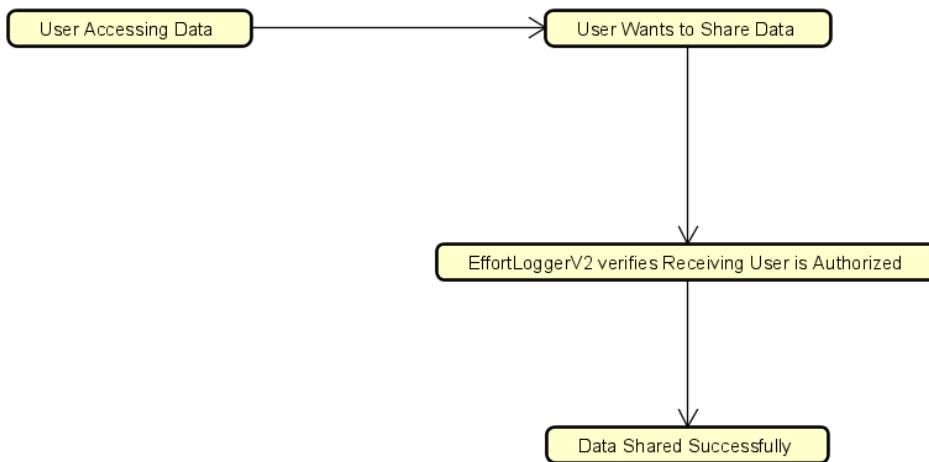 User Accessing Data
User Wants to Share Data
EffortLoggerV2 verifies Receiving User is Authorized
Data Shared Successfully